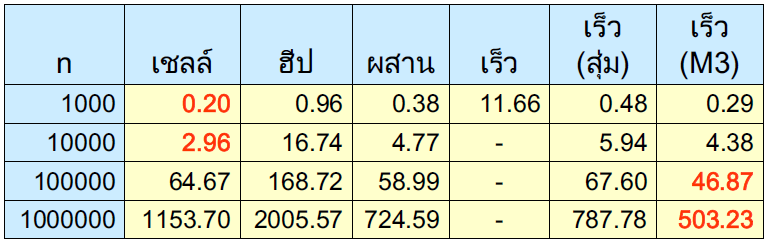 n เชลล์ ฮีป ผสาน เร็ว เร็ว (สุ่ม) เร็ว (M3)
1000 0.20 0.96 0.38 11.66 0.48 0.29
10000 2.96 16.74 4.77 - 5.94 4.38
100000 64.67 168.72 58.99 - 67.60 46.87
1000000 1153.70 2005.57 724.59 - 787.78 503.23